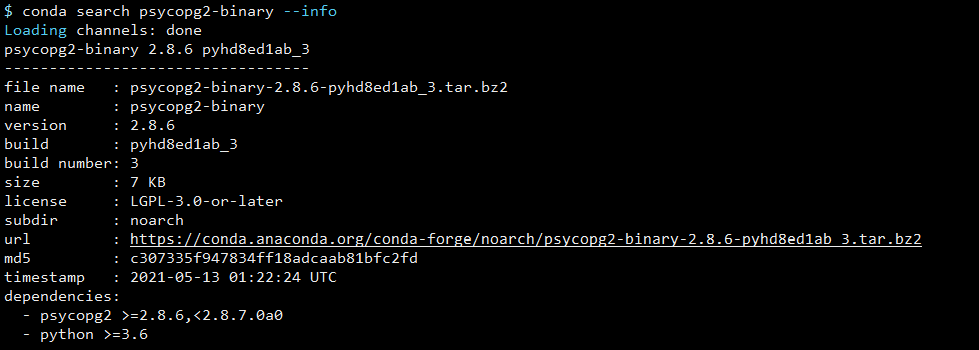 $ conda search psycopg2-binary --info
Loading channels: done
psycopg2-binary 2.8.6 pyhd8ed1ab_3
----------------------------------
file name   : psycopg2-binary-2.8.6-pyhd8ed1ab_3.tar.bz2
name        : psycopg2-binary
version     : 2.8.6
build       : pyhd8ed1ab_3
build number: 3
size        : 7 KB
license     : LGPL-3.0-or-later
subdir      : noarch
url         : https://conda.anaconda.org/conda-forge/noarch/psycopg2-binary-2.8.6-pyhd8ed1ab_3.tar.bz2
md5         : c307335f947834ff18adcaab81bfc2fd
timestamp   : 2021-05-13 01:22:24 UTC
dependencies:
  - psycopg2 >=2.8.6,<2.8.7.0a0
  - python >=3.6